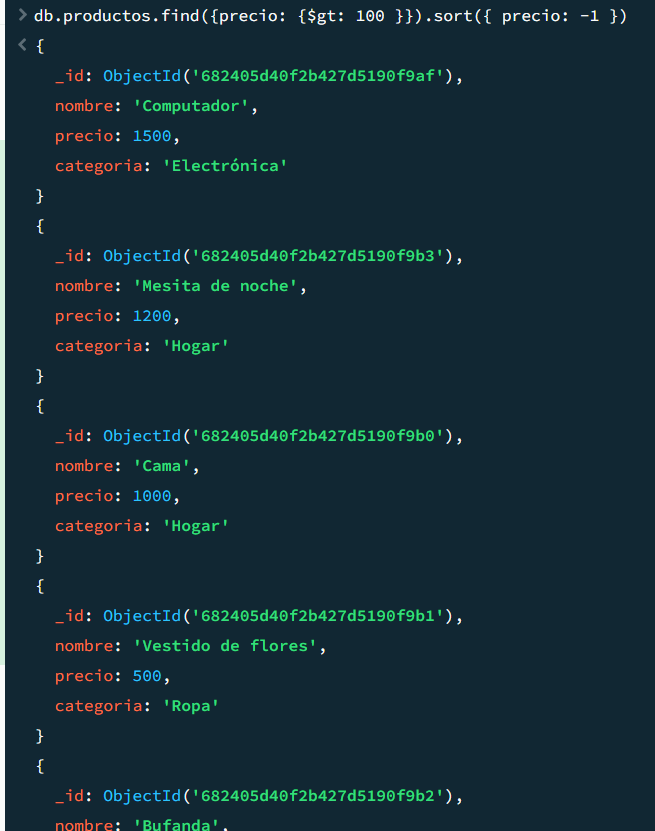 db.productos.find({precio: {$gt: 100 }}).sort({ precio: -1 })
{
_id: ObjectId('682405d40f2b427d5190f9af'),
nombre: 'Computador',
precio: 1500,
categoria: 'Electrónica'
}
{
_id: ObjectId('682405d40f2b427d5190f9b3'),
nombre: 'Mesita de noche',
precio: 1200,
categoria: 'Hogar'
}
{
_id: ObjectId('682405d40f2b427d5190f9b0'),
nombre: 'Cama',
precio: 1000,
categoria: 'Hogar'
}
{
_id: ObjectId('682405d40f2b427d5190f9b1'),
nombre: 'Vestido de flores',
precio: 500,
categoria: 'Ropa'
}
{
_id: ObjectId('682405d40f2b427d5190f9b2'),
nombre: 'Bufanda',